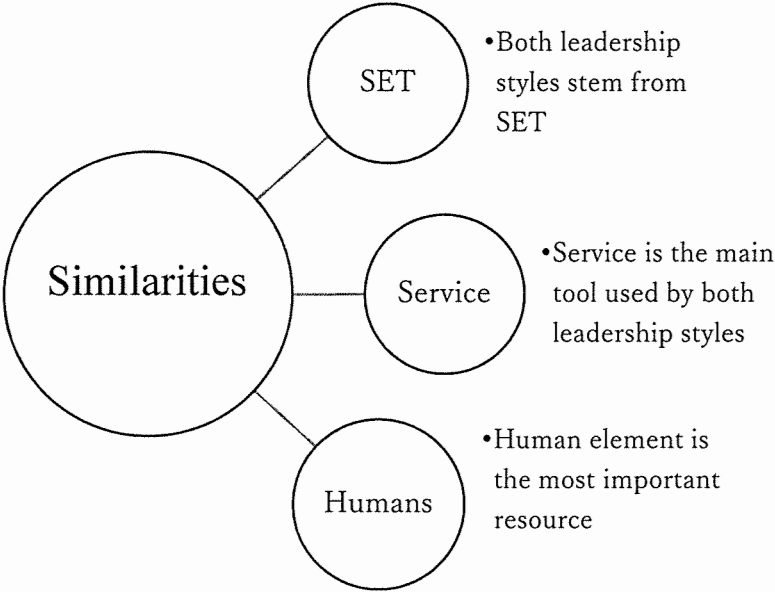 SET
•Both leadership
styles stem from
SET
Similarities
Service
•Service is the main
tool used by both
leadership styles
Humans
•Human element is
the most important
resource